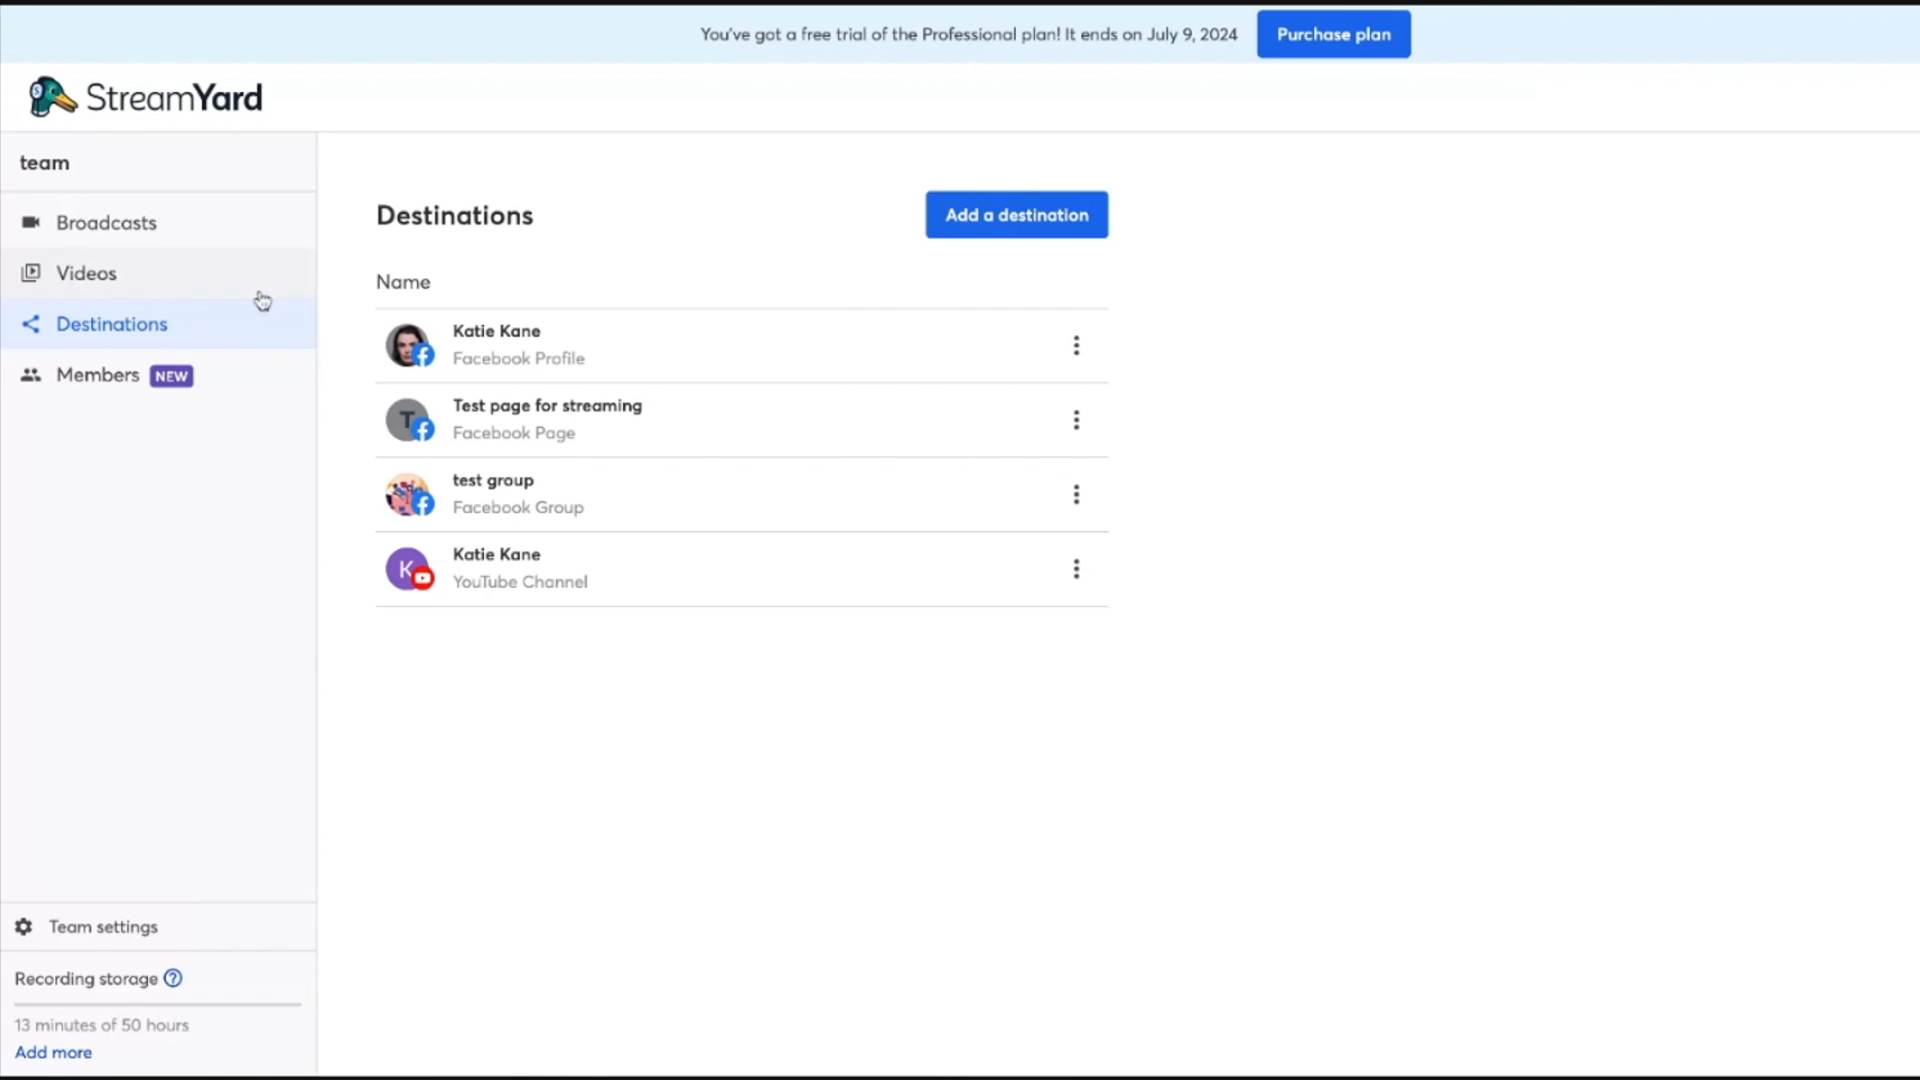 You've got a free trial of the Professional plan! It ends on July 9, 2024
Purchase plan
StreamYard
team
Broadcasts
Videos
Destinations
Members NEW
Team settings
Recording storage ?
13 minutes of 50 hours
Add more
Destinations
Add a destination
Name
Katie Kane
Facebook Profile
T
Test page for streaming
Facebook Page
test group
Facebook Group
K
Katie Kane
YouTube Channel